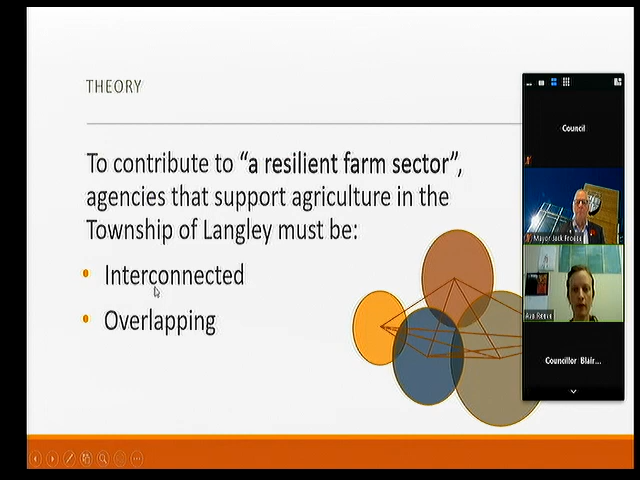 THEORY
To contribute to “a resilient farm sector”,
agencies that support agriculture in the
Township of Langley must be:
Interconnected
Overlapping
Council
Mayor Jack Froese
Ava Reeve
Councillor Blair...